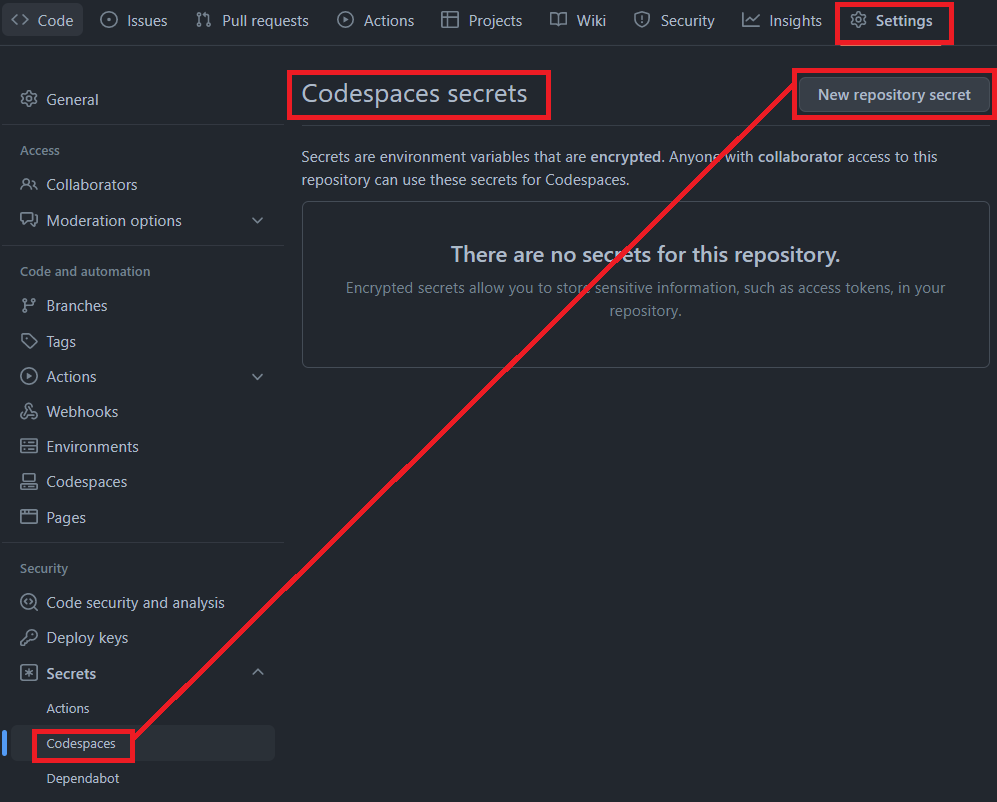 Code Issues Pull requests Actions Projects Wiki Security Insights Settings
General
Access
Collaborators
Moderation options
Code and automation
Branches
Tags
Actions
Webhooks
Environments
Codespaces
Pages
Security
Code security and analysis
Deploy keys
Secrets
Actions
Codespaces
Dependabot
Codespaces secrets
New repository secret
Secrets are environment variables that are encrypted. Anyone with collaborator access to this
repository can use these secrets for Codespaces.
There are no secrets for this repository.
Encrypted secrets allow you to store sensitive information, such as access tokens, in your
repository.